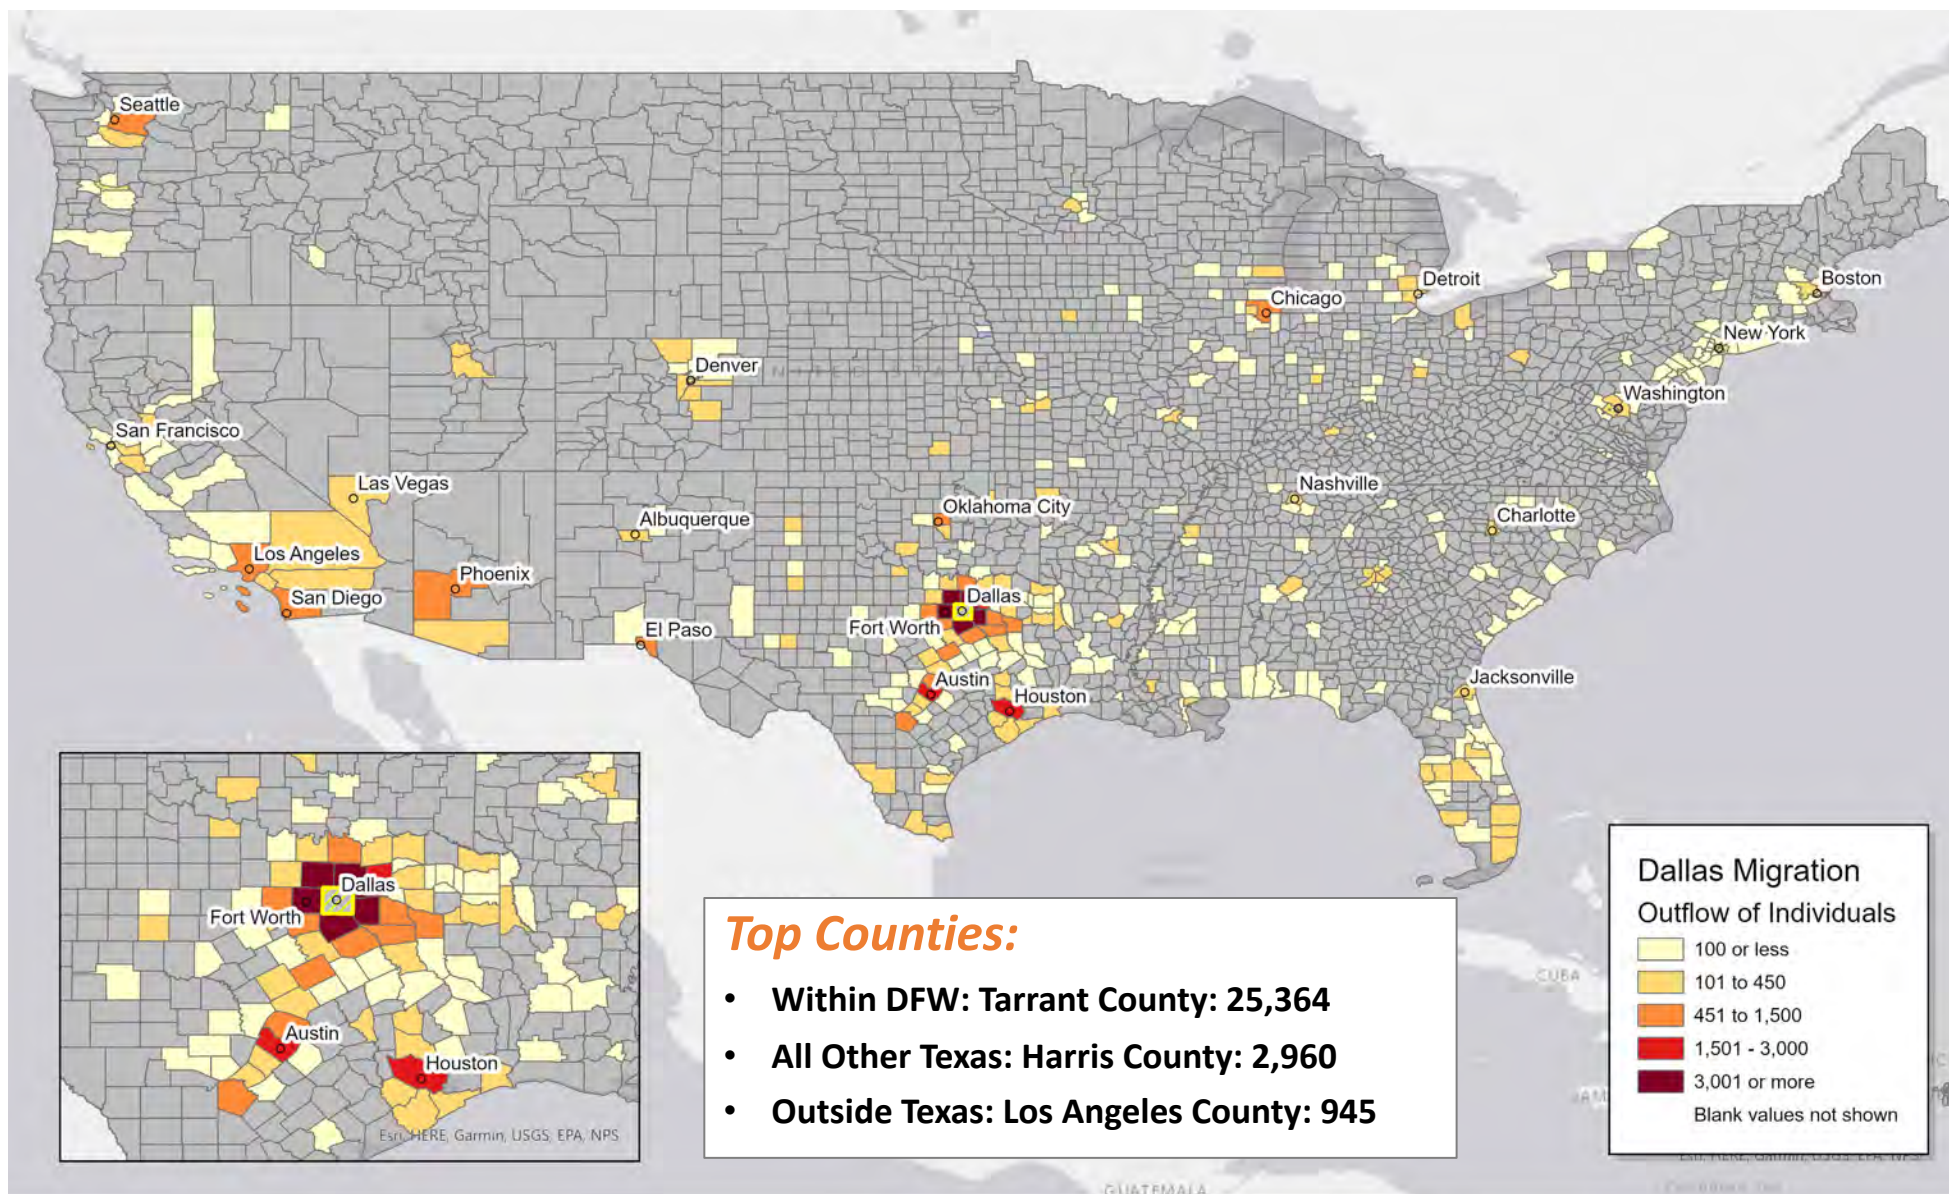 Seattle
Detroit
Boston
Chicago
New York
Denver
Washington
San Francisco
Las Vegas
Nashville
Oklahoma City
Albuquerque
Charlotte
Los Angeles
Phoenix
San Diego
Dallas
Fort Worth
El Paso
Austin
Houston
Jacksonville
Dallas
Fort Worth
Austin
Houston
Esri, HERE, Garmin, USGS, EPA, NPS
Top Counties:
• Within DFW: Tarrant County: 25,364
• All Other Texas: Harris County: 2,960
• Outside Texas: Los Angeles County: 945
Dallas Migration
Outflow of Individuals
100 or less
101 to 450
451 to 1,500
1,501 - 3,000
3,001 or more
Blank values not shown
CUBA
GUATEMALA